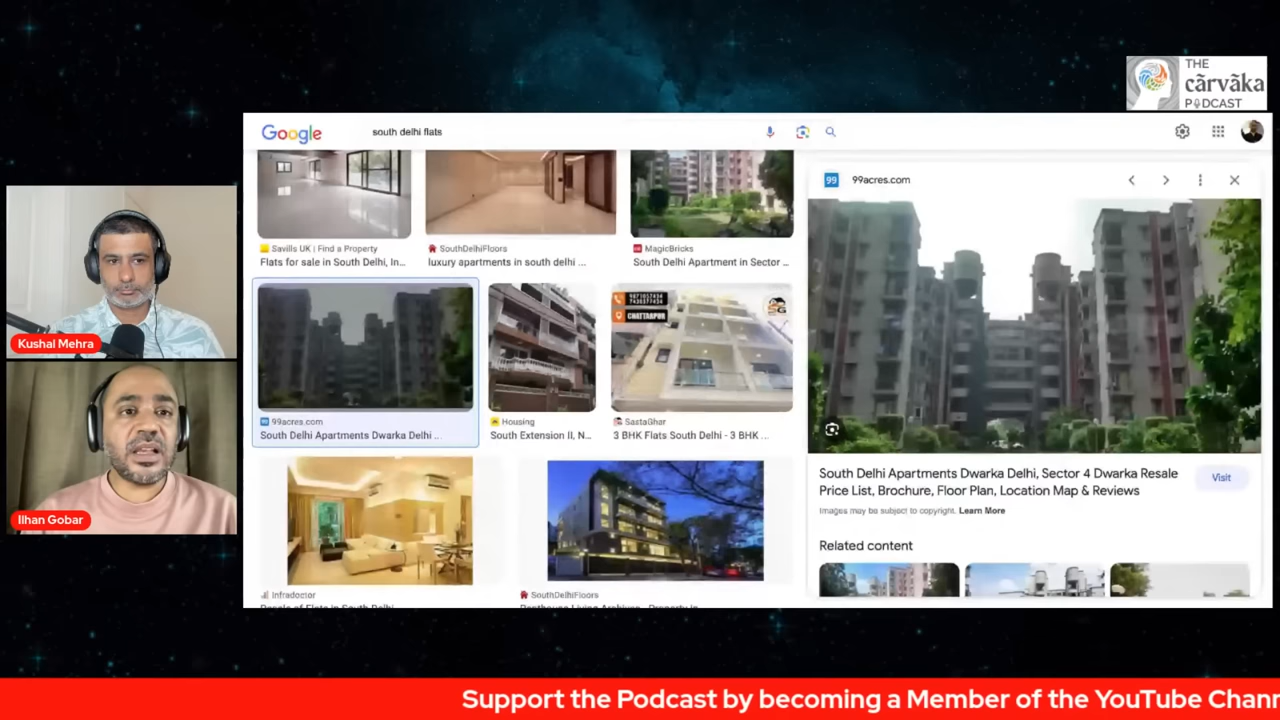 THE
cārvāka
PODCAST
Google
south delhi flats
Savills UK | Find a Property
Flats for sale in South Delhi, In...
SouthDelhiFloors
luxury apartments in south delhi ...
MagicBricks
South Delhi Apartment in Sector ...
99acres.com
South Delhi Apartments Dwarka Delhi ...
Housing
South Extension II, N...
CHATTARPUR
SG
SastaGhar
3 BHK Flats South Delhi - 3 BHK ...
Infradoctor
SouthDelhiFloors
99 99acres.com
South Delhi Apartments Dwarka Delhi, Sector 4 Dwarka Resale
Price List, Brochure, Floor Plan, Location Map & Reviews
Visit
Images may be subject to copyright. Learn More
Related content
Kushal Mehra
Ilhan Gobar
Support the Podcast by becoming a Member of the YouTube Chann